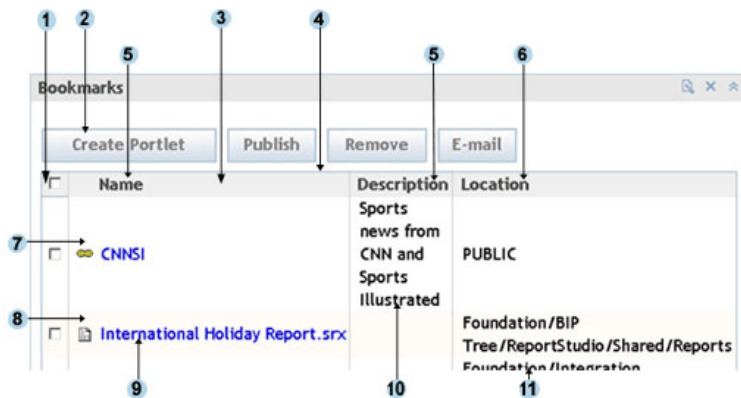 1 2 3 4
5 5 6
Bookmarks
Create Portlet Publish Remove E-mail
Name Description Location
Sports
news from
7 CNNSI CNN and PUBLIC
Sports
Illustrated
8
Foundation/BIP
International Holiday Report.srx
Tree/ReportStudio/Shared/Reports
Foundation/Integration
9 10 11